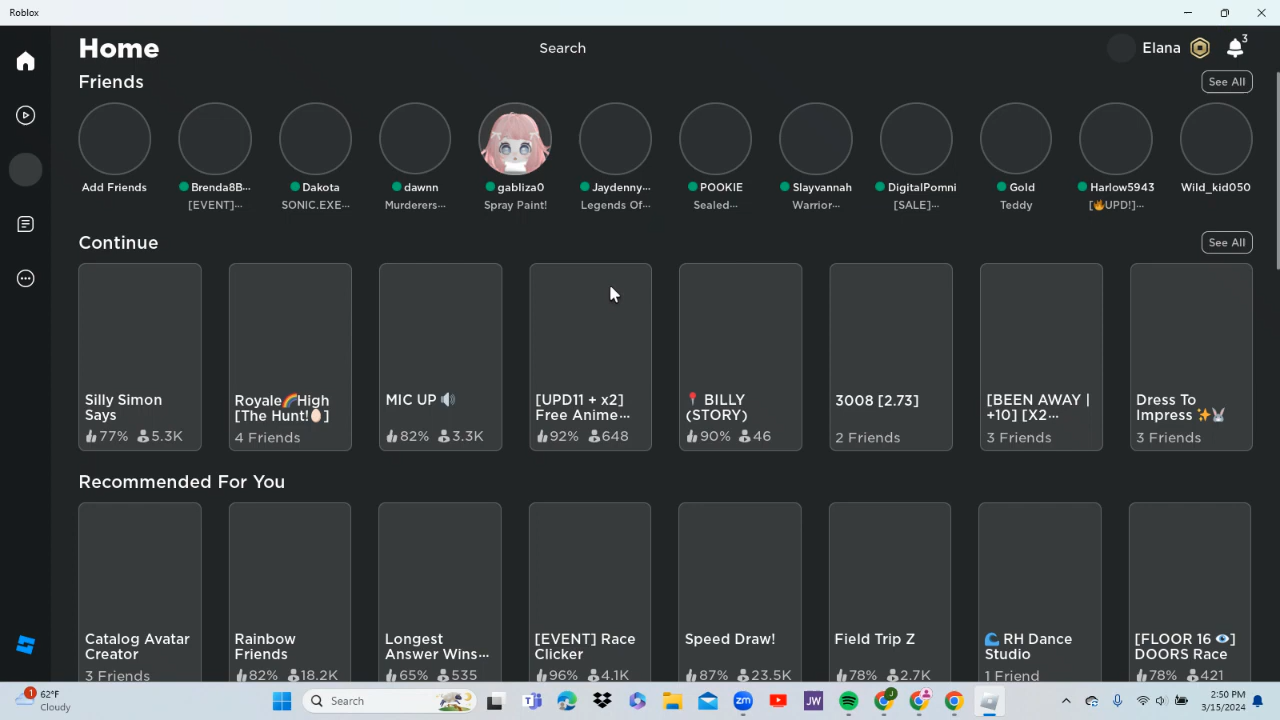 Roblox
Home
Search
Elana
3
Friends
See All
Add Friends
Brenda8B...
[EVENT]...
Dakota
SONIC.EXE...
dawnn
Murderers...
gabliza0
Spray Paint!
Jaydenny...
Legends Of...
POOKIE
Sealed...
Slayvannah
Warrior...
DigitalPomni
[SALE]...
Gold
Teddy
Harlow5943
[🔥UPD!]...
Wild_kid050
Continue
See All
Silly Simon
Says
77% 5.3K
Royale🌈High
[The Hunt!🥚]
4 Friends
MIC UP 🔊
82% 3.3K
[UPD11 + x2]
Free Anime...
92% 648
📍 BILLY
(STORY)
90% 46
3008 [2.73]
2 Friends
[BEEN AWAY |
+10] [X2...
3 Friends
Dress To
Impress ✨🐰
3 Friends
Recommended For You
Catalog Avatar
Creator
3 Friends
Rainbow
Friends
82% 18.2K
Longest
Answer Wins...
65% 535
[EVENT] Race
Clicker
96% 4.1K
Speed Draw!
87% 23.5K
Field Trip Z
78% 2.7K
🌊 RH Dance
Studio
1 Friend
[FLOOR 16 👁️]
DOORS Race
78% 421
1
62°F
Cloudy
Search
JW
J
2:50 PM
3/15/2024